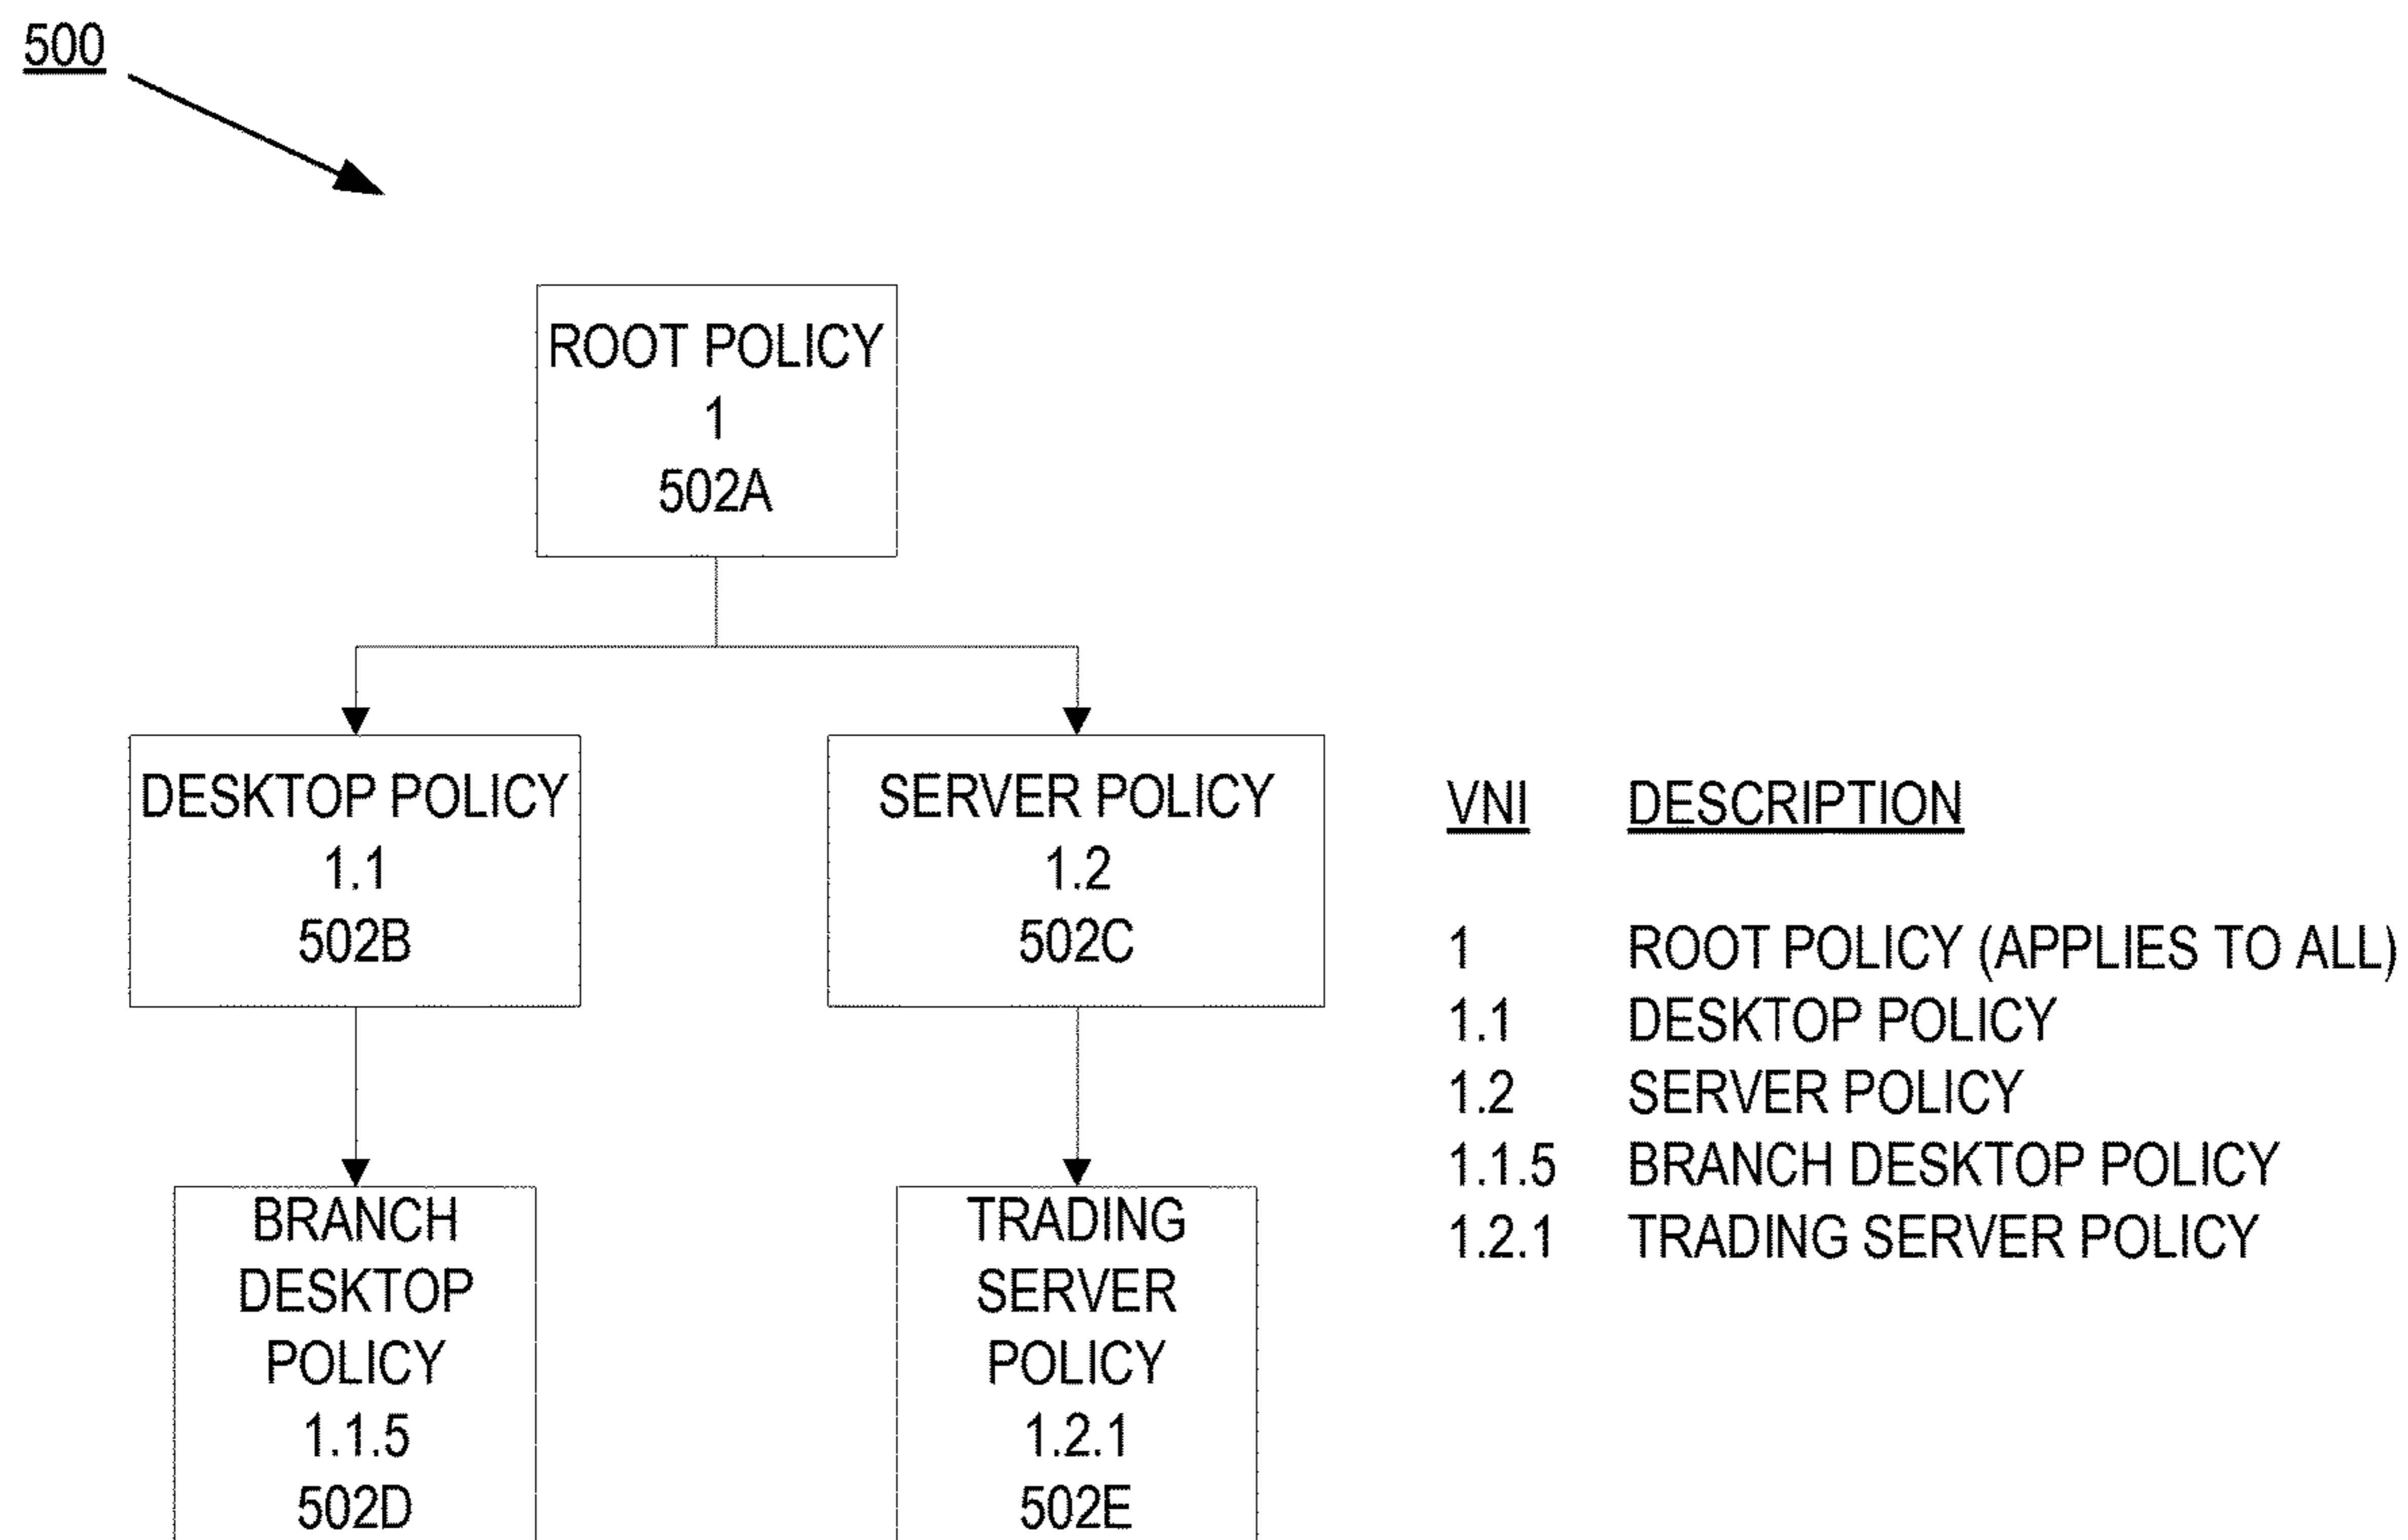 500
ROOT POLICY
1
502A
DESKTOP POLICY
1.1
502B
SERVER POLICY
1.2
502C
BRANCH
DESKTOP
POLICY
1.1.5
502D
TRADING
SERVER
POLICY
1.2.1
502E
VNI DESCRIPTION
1 ROOT POLICY (APPLIES TO ALL)
1.1 DESKTOP POLICY
1.2 SERVER POLICY
1.1.5 BRANCH DESKTOP POLICY
1.2.1 TRADING SERVER POLICY